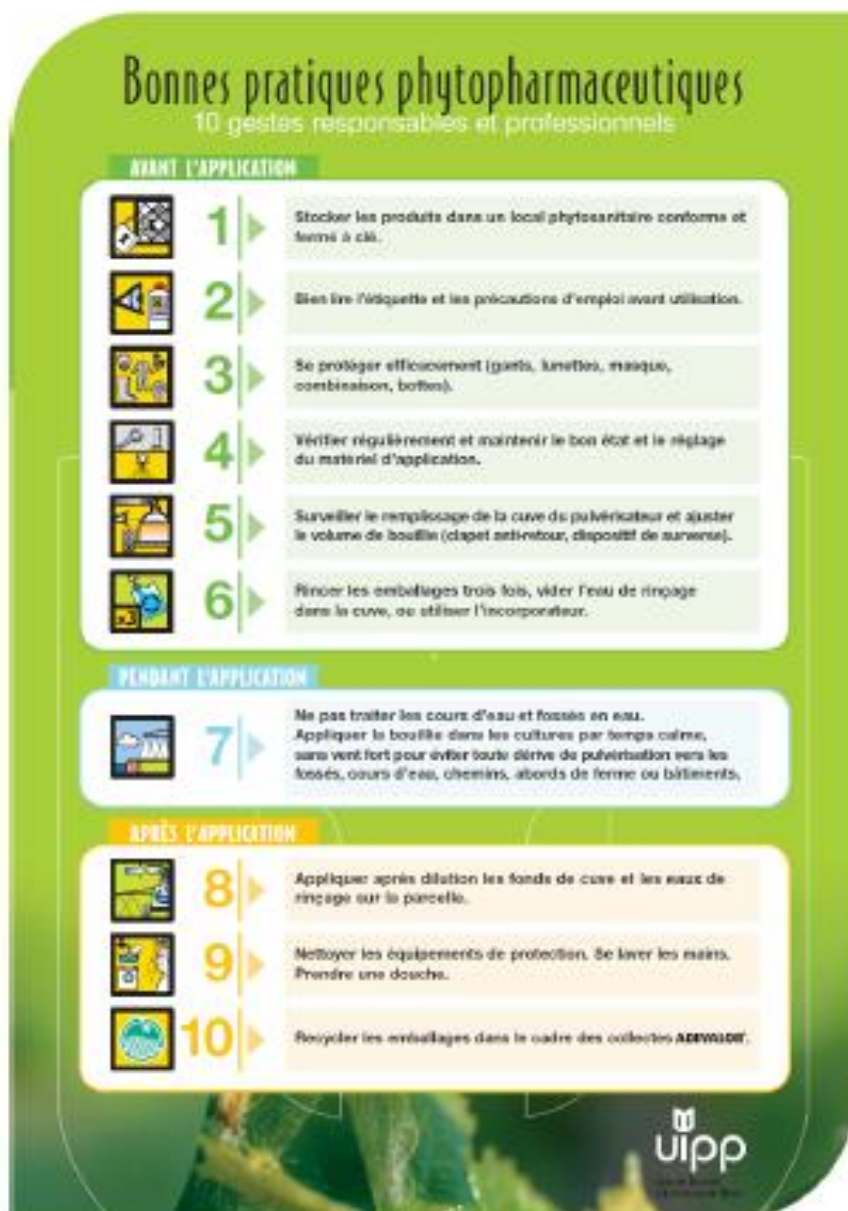 Bonnes pratiques phytopharmaceutiques
10 gestes responsables et professionnels
AVANT L'APPLICATION
1
Stocker les produits dans un local phytosanitaire conforme et
fermé à clé.
2
Bien lire l'étiquette et les précautions d'emploi avant utilisation.
3
Se protéger efficacement (gants, lunettes, masque,
combinaison, bottes).
4
Vérifier régulièrement et maintenir le bon état et le réglage
du matériel d'application.
5
Surveiller le remplissage de la cuve du pulvérisateur et ajuster
le volume de bouillie (clapet anti-retour, dispositif de surverse).
x3
6
Rincer les emballages trois fois, vider l'eau de rinçage
dans la cuve, ou utiliser l'incorporateur.
PENDANT L'APPLICATION
7
Ne pas traiter les cours d'eau et fossés en eau.
Appliquer la bouillie dans les cultures par temps calme,
sans vent fort pour éviter toute dérive de pulvérisation vers les
fossés, cours d'eau, chemins, abords de ferme ou bâtiments.
APRÈS L'APPLICATION
8
Appliquer après dilution les fonds de cuve et les eaux de
rinçage sur la parcelle.
9
Nettoyer les équipements de protection. Se laver les mains.
Prendre une douche.
10
Recycler les emballages dans le cadre des collectes ADIVALOR.
uipp